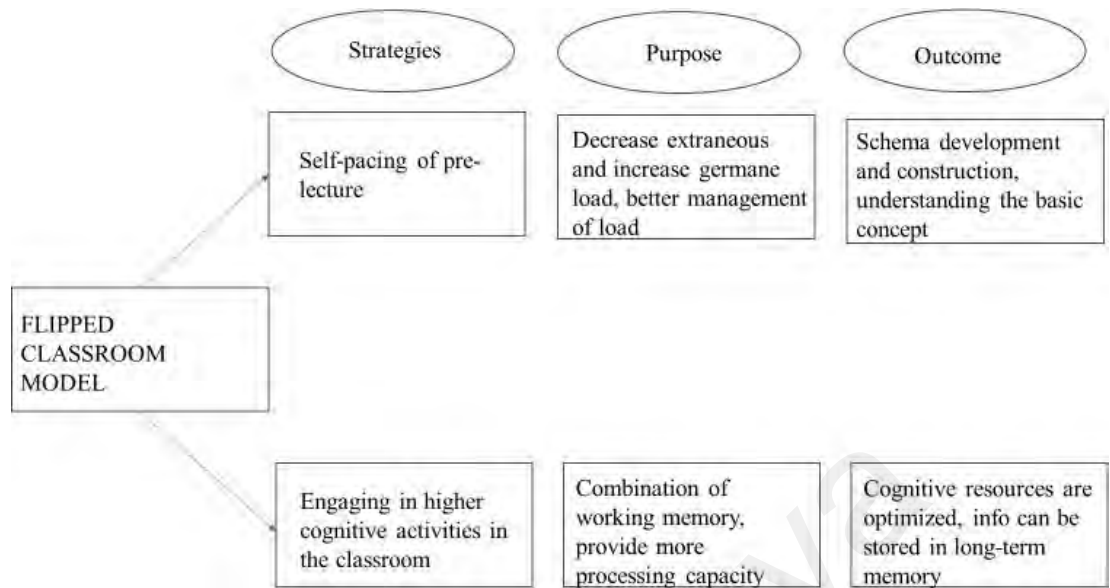 Strategies
Purpose
Outcome
Self-pacing of pre-
lecture
Decrease extraneous
and increase germane
load, better management
of load
Schema development
and construction,
understanding the basic
concept
FLIPPED
CLASSROOM
MODEL
Engaging in higher
cognitive activities in
the classroom
Combination of
working memory,
provide more
processing capacity
Cognitive resources are
optimized, info can be
stored in long-term
memory